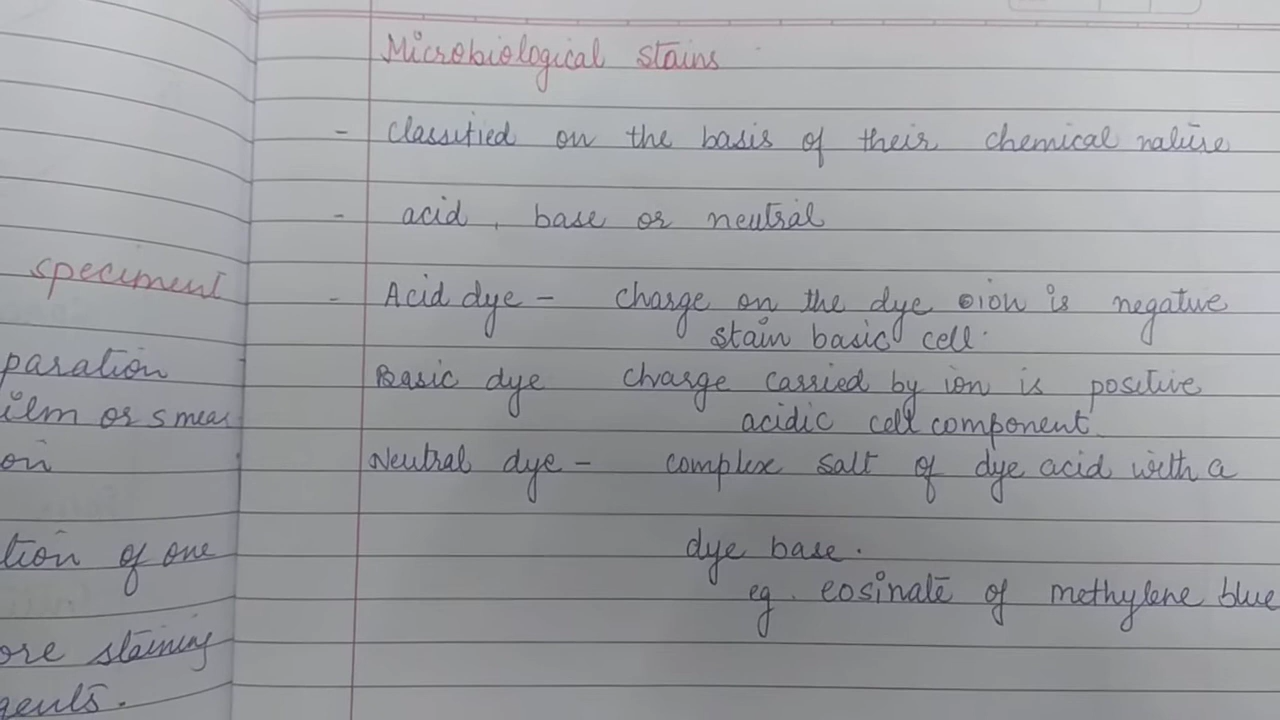 speciment
paration
ilm or smear
on
tion of one
ore staining
gents.
Microbiological stains
- classified on the basis of their chemical nature
- acid, base or neutral
- Acid dye - charge on the dye ion is negative
stain basic cell.
Basic dye charge carried by ion is positive
acidic cell component.
Neutral dye - complex salt of dye acid with a
dye base.
eg. eosinate of methylene blue